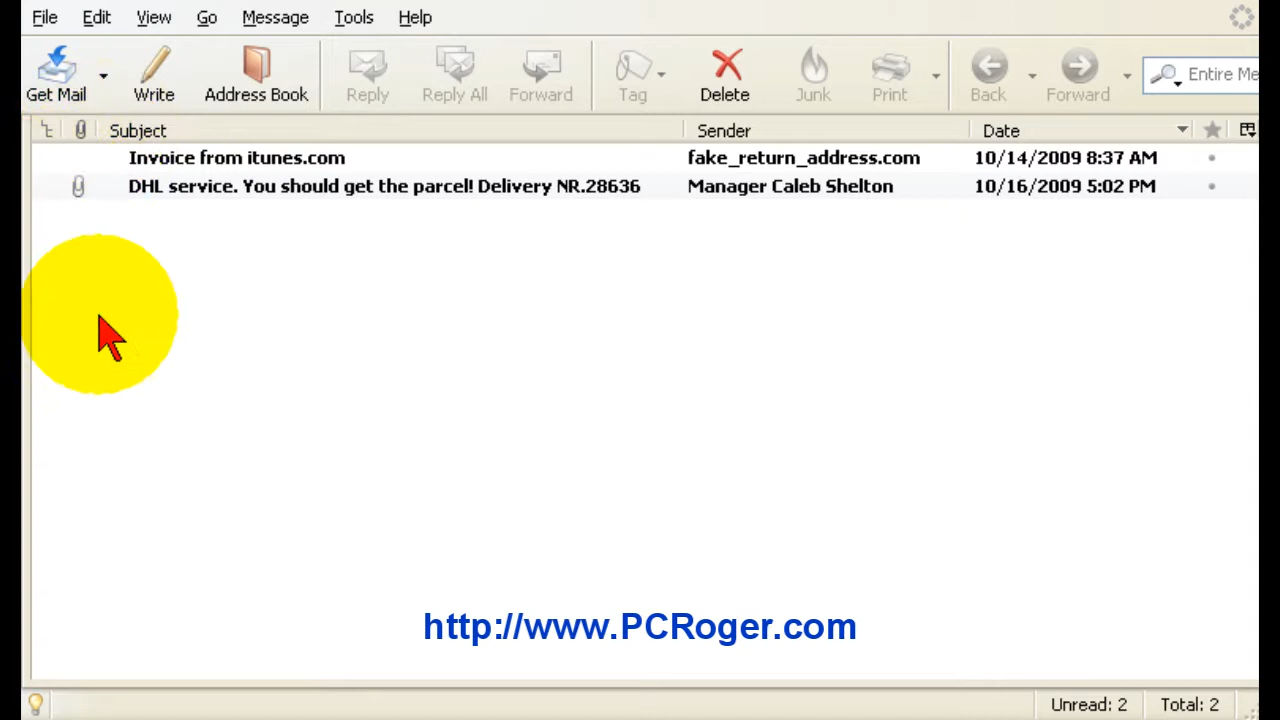 File Edit View Go Message Tools Help
Get Mail Write Address Book Reply Reply All Forward Tag Delete Junk Print Back Forward Entire Me
Subject Sender Date
Invoice from itunes.com fake_return_address.com 10/14/2009 8:37 AM
DHL service. You should get the parcel! Delivery NR.28636 Manager Caleb Shelton 10/16/2009 5:02 PM
http://www.PCRoger.com
Unread: 2 Total: 2